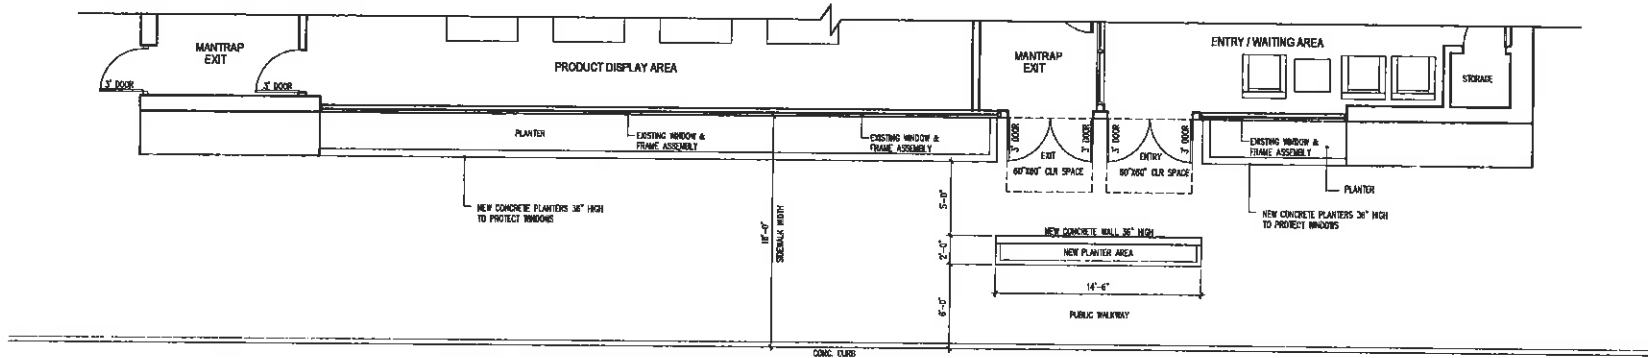 MANTRAP
EXIT
3' DOOR
3' DOOR
PRODUCT DISPLAY AREA
MANTRAP
EXIT
ENTRY / WAITING AREA
STORAGE
PLANTER
EXISTING WINDOW &
FRAME ASSEMBLY
EXISTING WINDOW &
FRAME ASSEMBLY
3' DOOR
3' DOOR
EXIT
60"X60" CLR SPACE
3' DOOR
3' DOOR
ENTRY
60"X60" CLR SPACE
EXISTING WINDOW &
FRAME ASSEMBLY
PLANTER
NEW CONCRETE PLANTERS 36" HIGH
TO PROTECT WINDOWS
NEW CONCRETE PLANTERS 36" HIGH
TO PROTECT WINDOWS
SIDEWALK WIDTH
5'-0"
2'-0"
6'-0"
NEW CONCRETE WALL 36" HIGH
NEW PLANTER AREA
14'-6"
PUBLIC WALKWAY
CONC. CURB